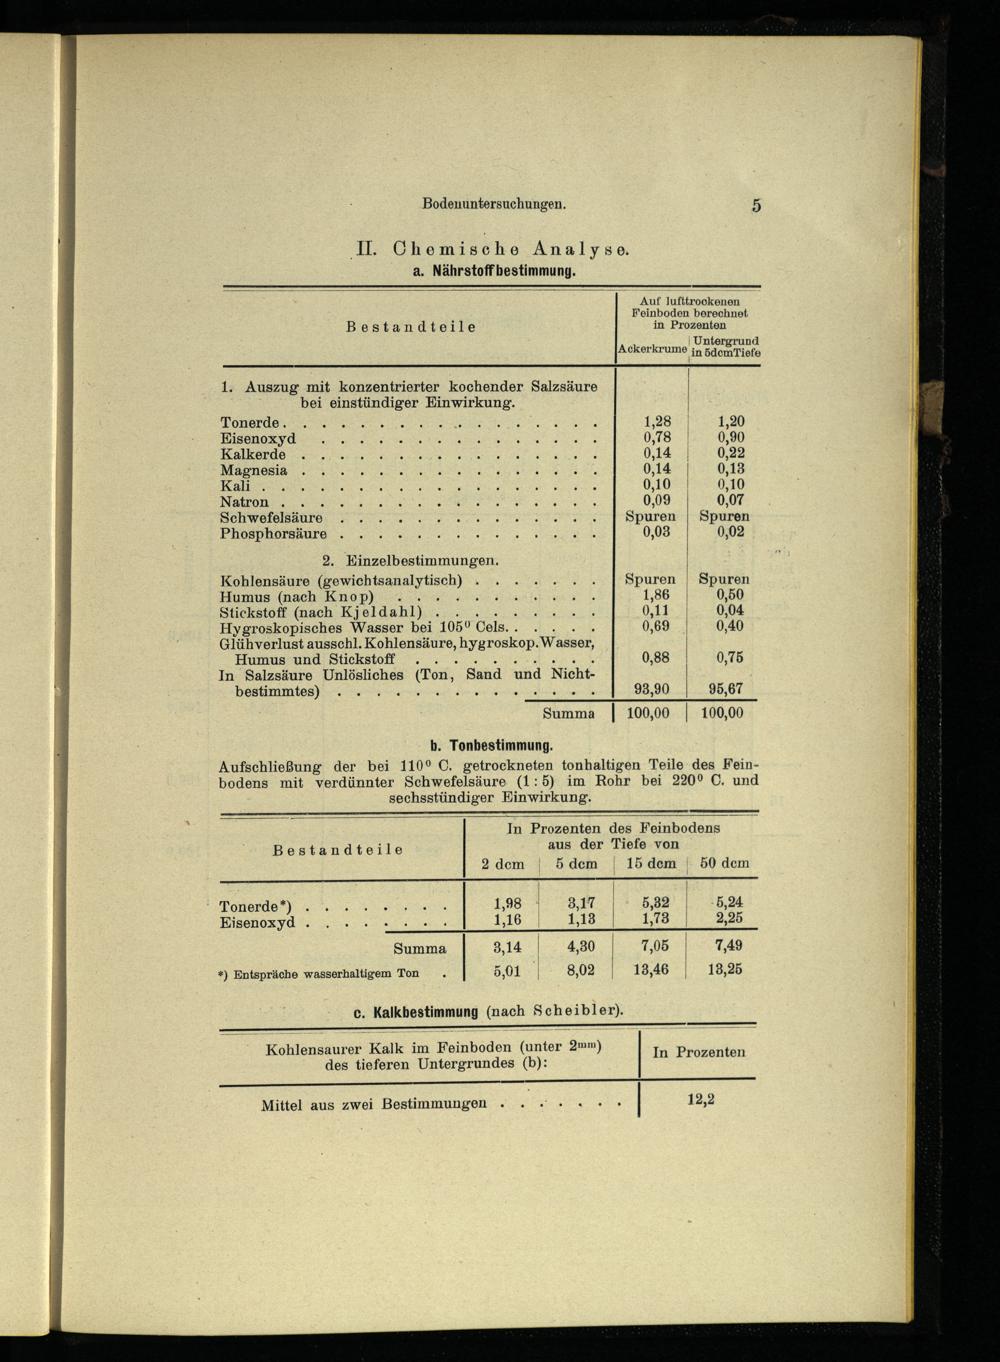 Bodenuntersuchungen. 5
II. Chemische Analyse.
a. Nährstoffbestimmung.
Bestandteile
Auf lufttrockenen
Feinboden berechnet
in Prozenten
Ackerkrume
Untergrund
in 5dcm Tiefe
1. Auszug mit konzentrierter kochender Salzsäure
bei einstündiger Einwirkung.
Tonerde . . . . . . . . . . . . . . . . . 1,28 1,20
Eisenoxyd . . . . . . . . . . . . . . . 0,78 0,90
Kalkerde . . . . . . . . . . . . . . . . 0,14 0,22
Magnesia . . . . . . . . . . . . . . . . 0,14 0,13
Kali . . . . . . . . . . . . . . . . . . 0,10 0,10
Natron . . . . . . . . . . . . . . . . . 0,09 0,07
Schwefelsäure . . . . . . . . . . . . . . Spuren Spuren
Phosphorsäure . . . . . . . . . . . . . . 0,03 0,02
2. Einzelbestimmungen.
Kohlensäure (gewichtsanalytisch) . . . . . . . Spuren Spuren
Humus (nach Knop) . . . . . . . . . . . 1,86 0,50
Stickstoff (nach Kjeldahl) . . . . . . . . . 0,11 0,04
Hygroskopisches Wasser bei 105⁰ Cels. . . . . . 0,69 0,40
Glühverlust ausschl. Kohlensäure, hygroskop. Wasser,
Humus und Stickstoff . . . . . . . . . . 0,88 0,75
In Salzsäure Unlösliches (Ton, Sand und Nicht-
bestimmtes) . . . . . . . . . . . . . . 93,90 95,67
Summa 100,00 100,00
b. Tonbestimmung.
Aufschließung der bei 110⁰ C. getrockneten tonhaltigen Teile des Fein-
bodens mit verdünnter Schwefelsäure (1 : 5) im Rohr bei 220⁰ C. und
sechsstündiger Einwirkung.
Bestandteile
In Prozenten des Feinbodens
aus der Tiefe von
2 dcm 5 dcm 15 dcm 50 dcm
Tonerde*) . . . . . . . . 1,98 3,17 5,32 5,24
Eisenoxyd . . . . . . . . 1,16 1,13 1,73 2,25
Summa 3,14 4,30 7,05 7,49
*) Entspräche wasserhaltigem Ton . 5,01 8,02 13,46 13,25
c. Kalkbestimmung (nach Scheibler).
Kohlensaurer Kalk im Feinboden (unter 2ᵐᵐ)
des tieferen Untergrundes (b):
In Prozenten
Mittel aus zwei Bestimmungen . . . . . . . 12,2